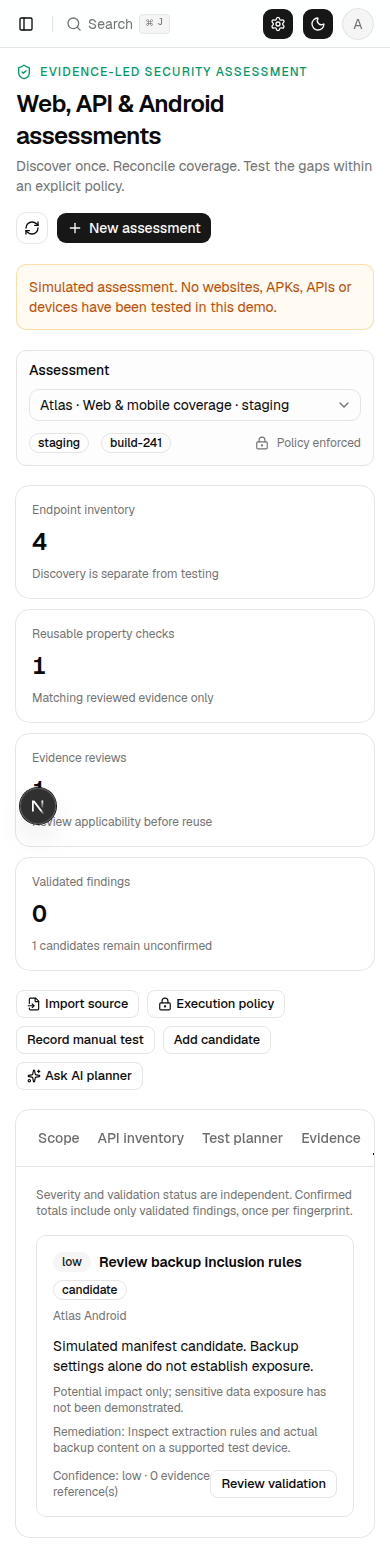 Search ⌘ J
A
EVIDENCE-LED SECURITY ASSESSMENT
Web, API & Android
assessments
Discover once. Reconcile coverage. Test the gaps within
an explicit policy.
New assessment
Simulated assessment. No websites, APKs, APIs or
devices have been tested in this demo.
Assessment
Atlas · Web & mobile coverage · staging
staging build-241 Policy enforced
Endpoint inventory
4
Discovery is separate from testing
Reusable property checks
1
Matching reviewed evidence only
Evidence reviews
N
applicability before reuse
Validated findings
0
1 candidates remain unconfirmed
Import source Execution policy
Record manual test Add candidate
Ask AI planner
Scope API inventory Test planner Evidence
Severity and validation status are independent. Confirmed
totals include only validated findings, once per fingerprint.
low Review backup inclusion rules
candidate
Atlas Android
Simulated manifest candidate. Backup
settings alone do not establish exposure.
Potential impact only; sensitive data exposure has
not been demonstrated.
Remediation: Inspect extraction rules and actual
backup content on a supported test device.
Confidence: low · 0 evidence
reference(s)
Review validation